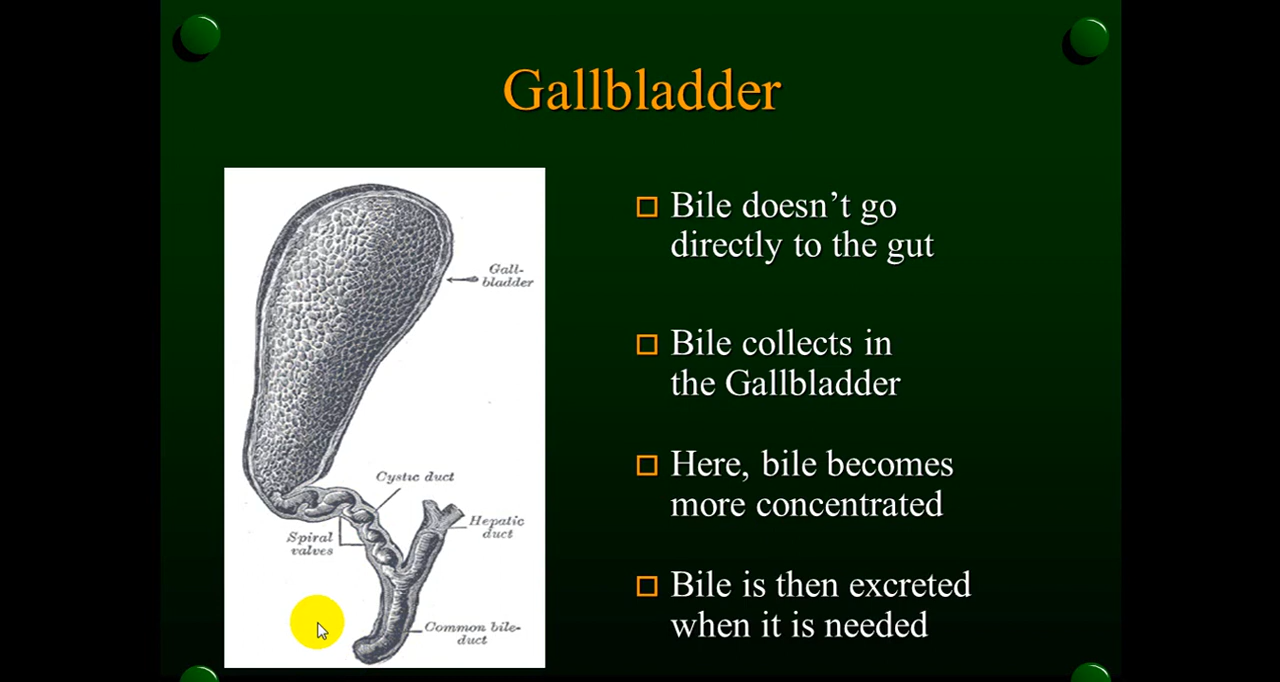 Gallbladder
Gall-
bladder
Cystic duct
Hepatic
duct
Spiral
valves
Common bile-
duct
Bile doesn’t go
directly to the gut
Bile collects in
the Gallbladder
Here, bile becomes
more concentrated
Bile is then excreted
when it is needed